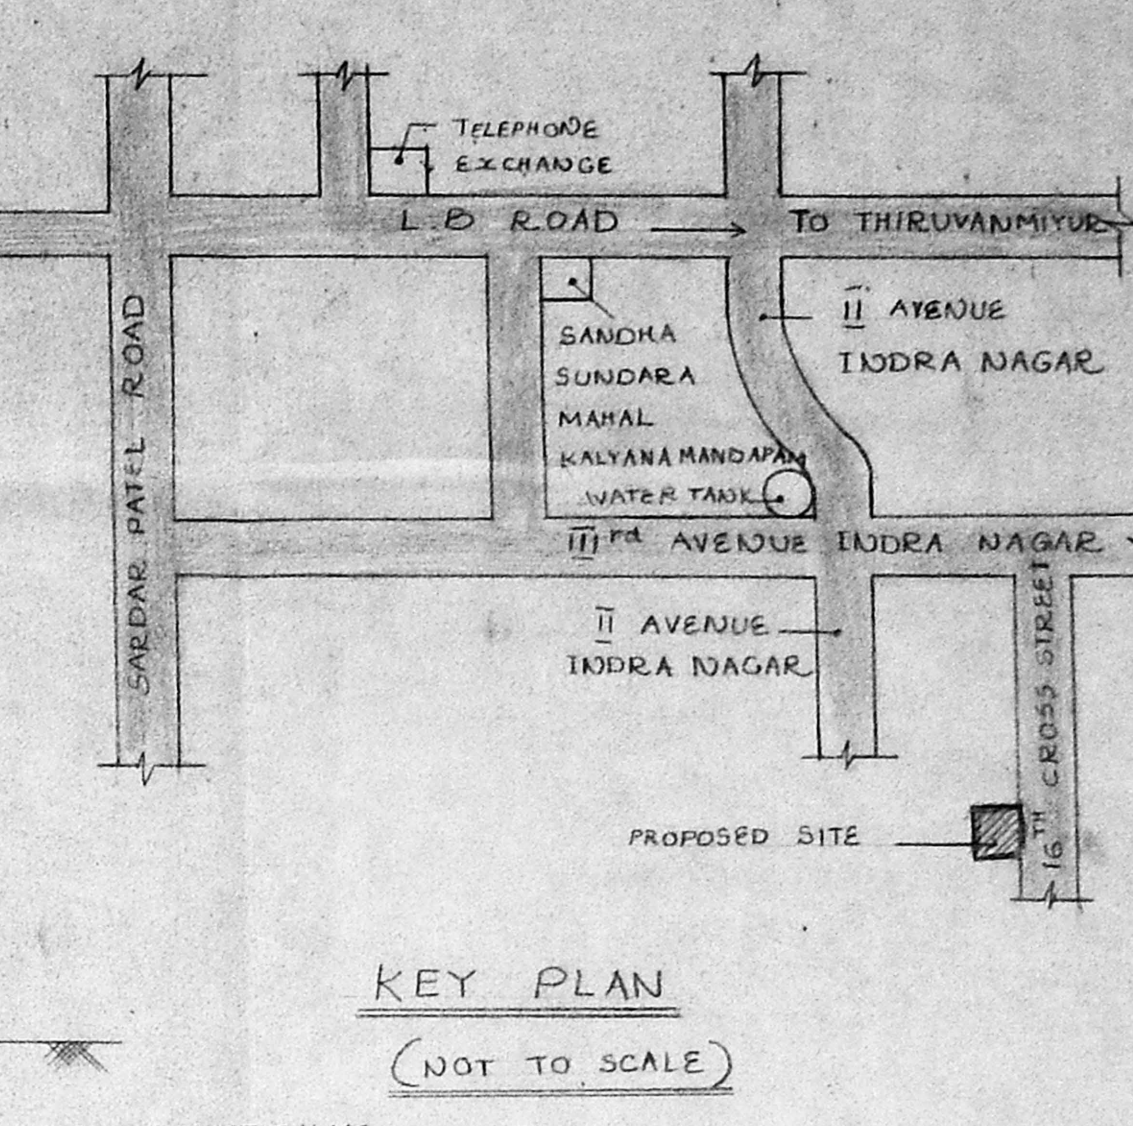 TELEPHONE
EXCHANGE
L.B ROAD
TO THIRUVANMIYUR
SARDAR PATEL ROAD
SANDHA
SUNDARA
MAHAL
KALYANA MANDAPAM
WATER TANK
II AVENUE
INDRA NAGAR
IIIrd AVENUE INDRA NAGAR
II AVENUE
INDRA NAGAR
16TH CROSS STREET
PROPOSED SITE
KEY PLAN
(NOT TO SCALE)